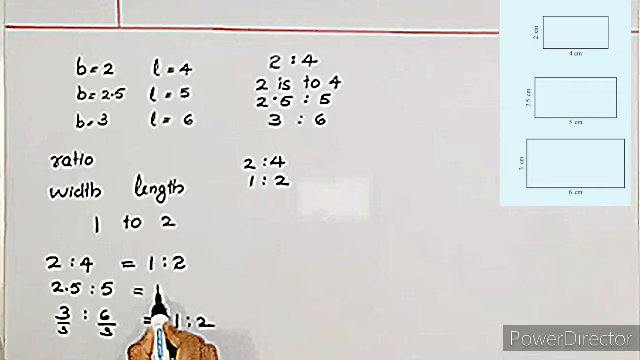 b=2 l=4 2:4
b=2.5 l=5 2 is to 4
2.5 : 5
b=3 l=6 3 : 6
ratio 2:4
width length 1:2
1 to 2
2:4 = 1:2
2.5 : 5 = 1
3/3 : 6/3 = 1:2
2 cm
4 cm
2.5 cm
5 cm
3 cm
6 cm
PowerDirector